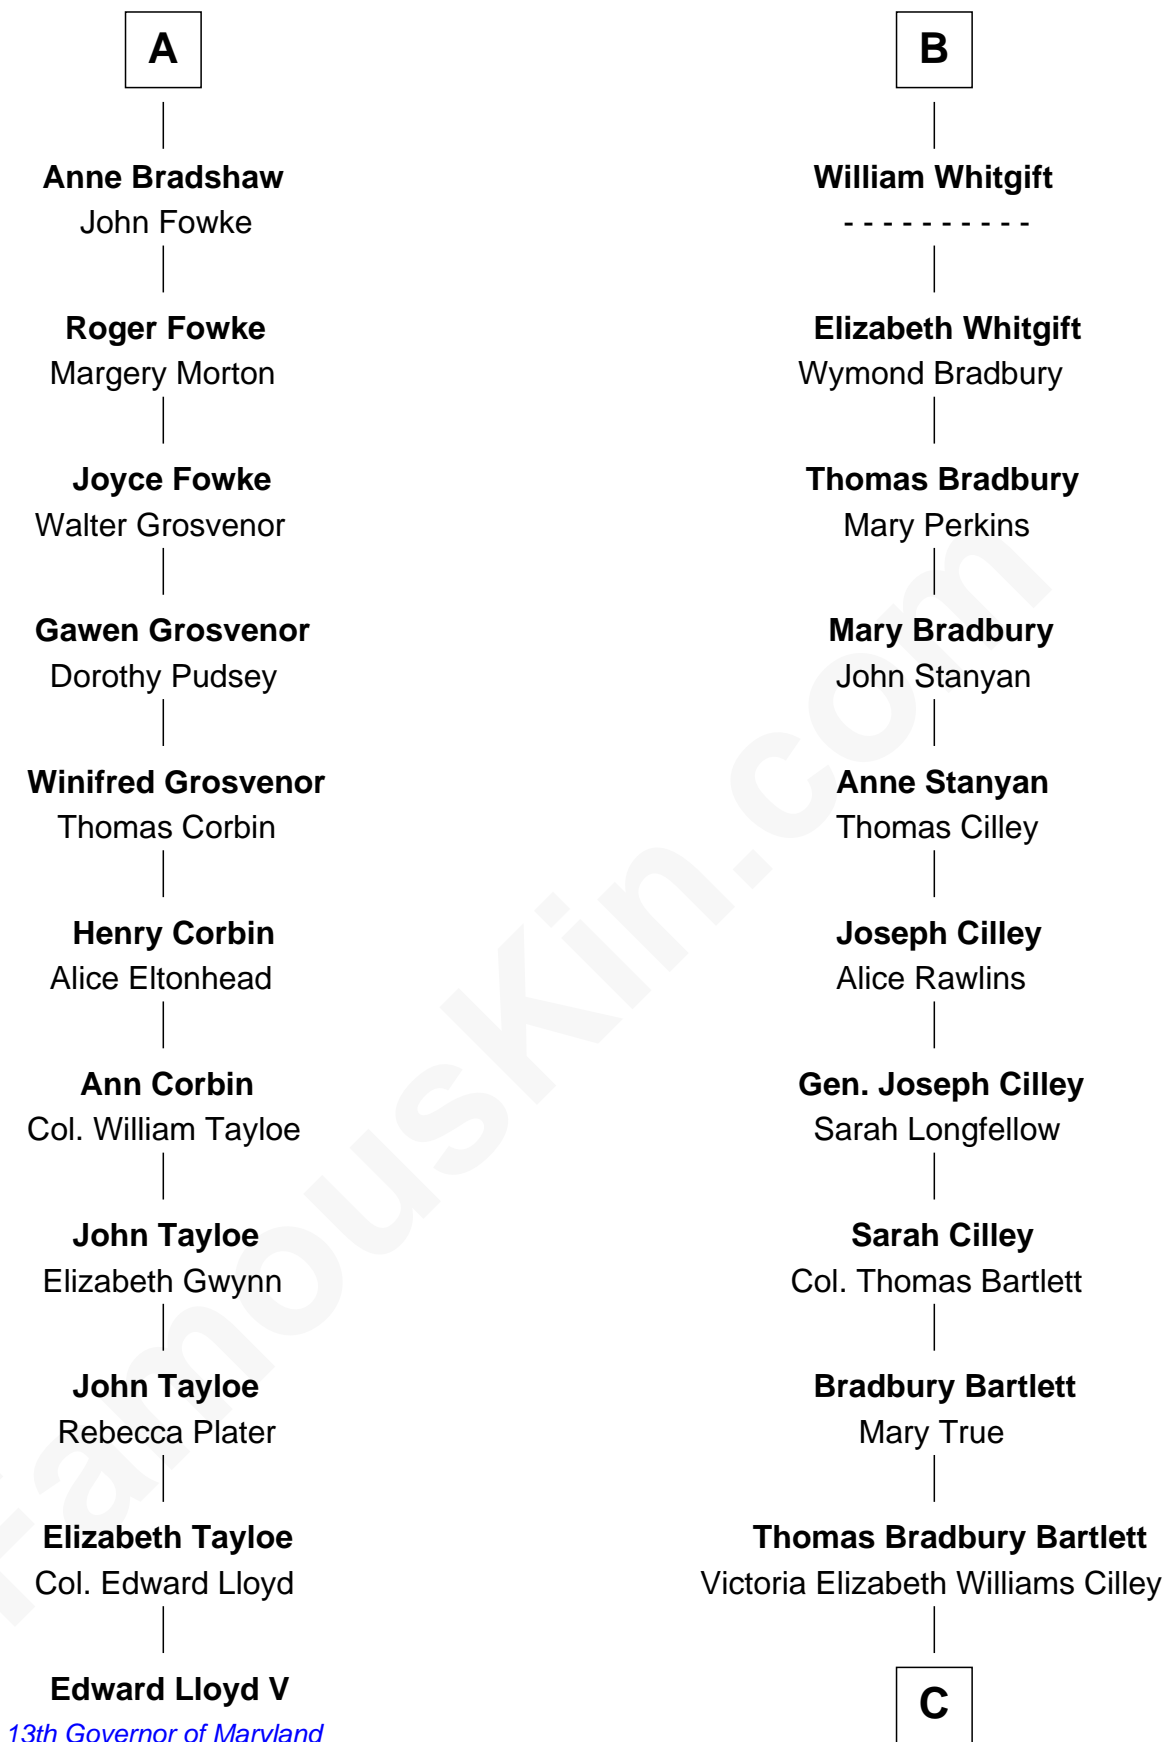 A
Anne Bradshaw
John Fowke
Roger Fowke
Margery Morton
Joyce Fowke
Walter Grosvenor
Gawen Grosvenor
Dorothy Pudsey
Winifred Grosvenor
Thomas Corbin
Henry Corbin
Alice Eltonhead
Ann Corbin
Col. William Tayloe
John Tayloe
Elizabeth Gwynn
John Tayloe
Rebecca Plater
Elizabeth Tayloe
Col. Edward Lloyd
Edward Lloyd V
13th Governor of Maryland
B
William Whitgift
- - - - - - - - - -
Elizabeth Whitgift
Wymond Bradbury
Thomas Bradbury
Mary Perkins
Mary Bradbury
John Stanyan
Anne Stanyan
Thomas Cilley
Joseph Cilley
Alice Rawlins
Gen. Joseph Cilley
Sarah Longfellow
Sarah Cilley
Col. Thomas Bartlett
Bradbury Bartlett
Mary True
Thomas Bradbury Bartlett
Victoria Elizabeth Williams Cilley
C
FamousKin.com